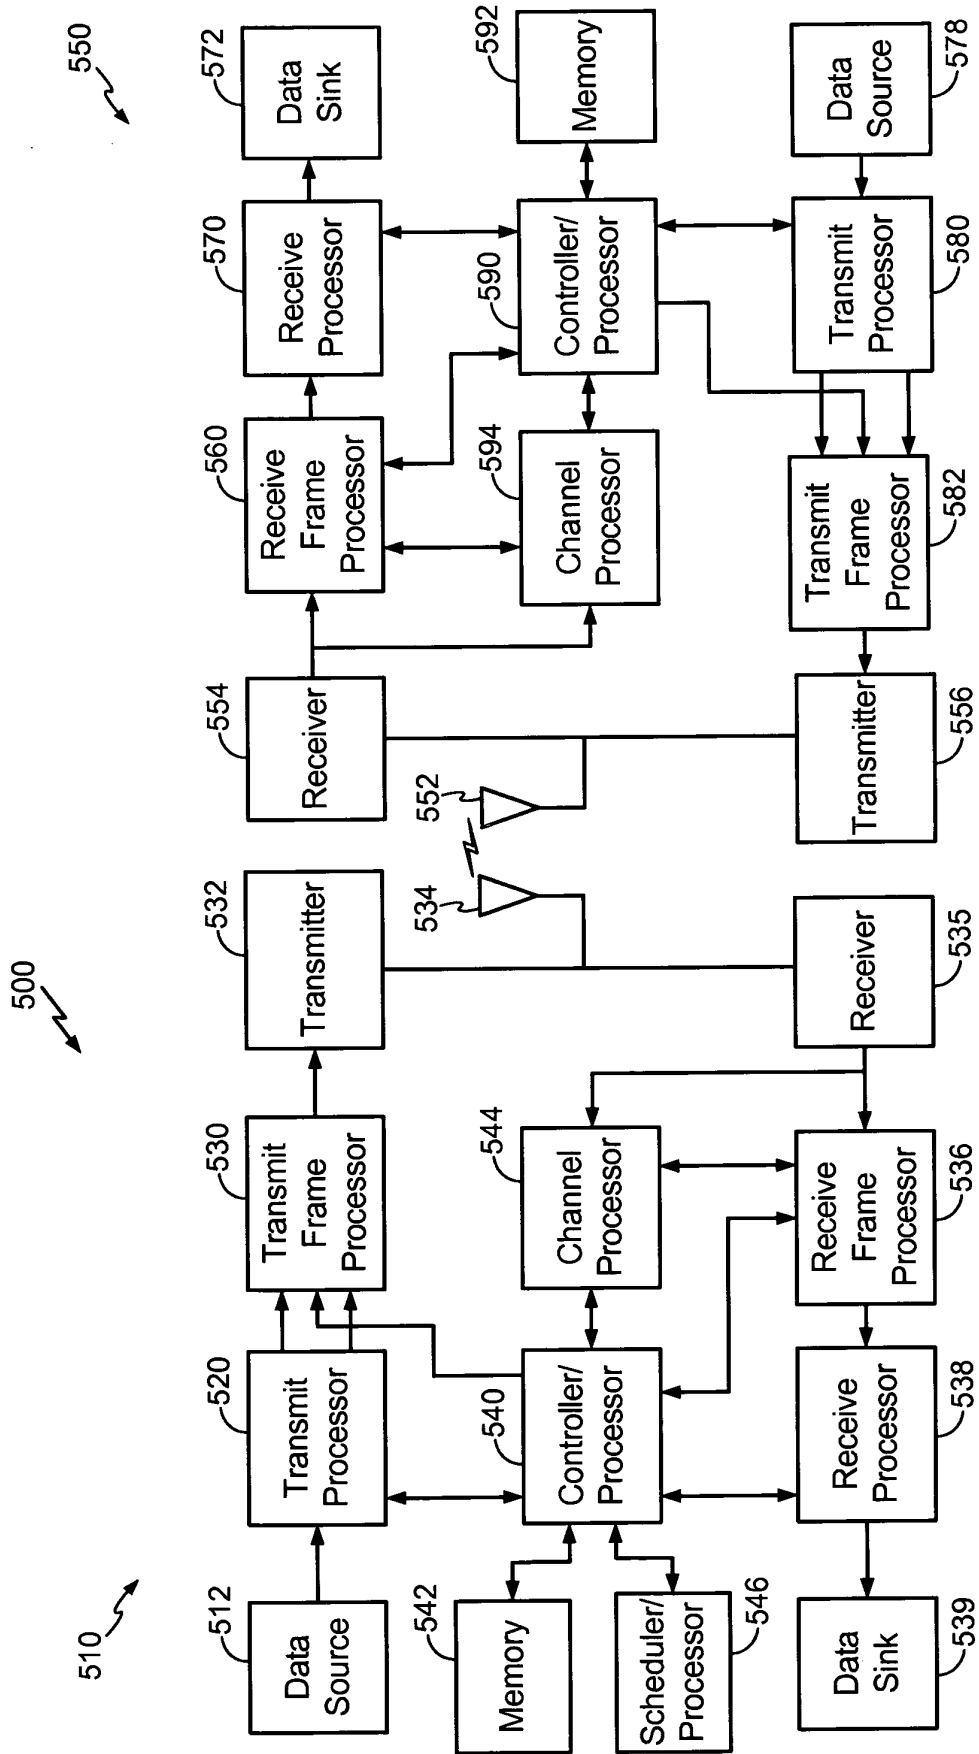 500
510
550
512
Data
Source
520
Transmit
Processor
530
Transmit
Frame
Processor
532
Transmitter
554
Receiver
560
Receive
Frame
Processor
570
Receive
Processor
572
Data
Sink
542
Memory
540
Controller/
Processor
544
Channel
Processor
534
552
594
Channel
Processor
590
Controller/
Processor
592
Memory
Scheduler/
Processor
546
Data
Sink
539
Receive
Processor
538
Receive
Frame
Processor
536
Receiver
535
Transmitter
556
Transmit
Frame
Processor
582
Transmit
Processor
580
Data
Source
578